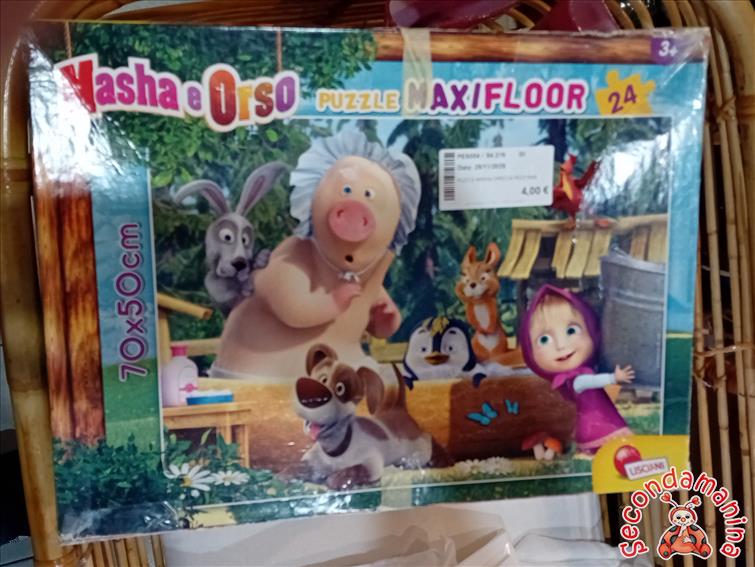 Masha e Orso
PUZZLE MAXIFLOOR
24
3+
70x50cm
4,00 €
LISCIANI
Secondamanina